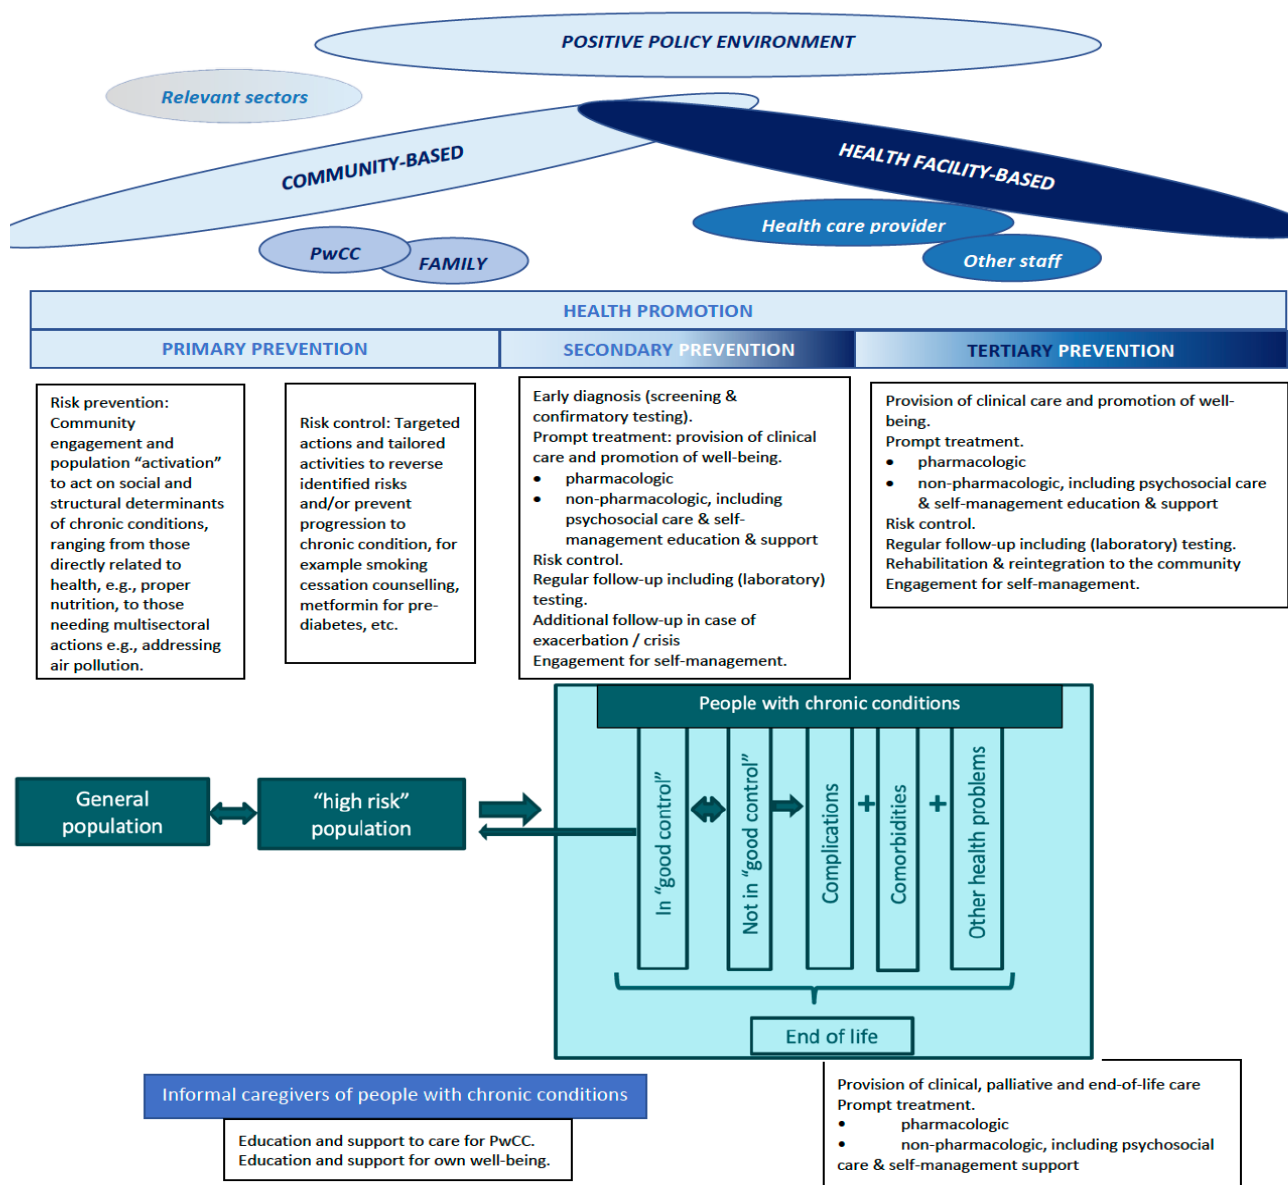 POSITIVE POLICY ENVIRONMENT
Relevant sectors
COMMUNITY-BASED
HEALTH FACILITY-BASED
Health care provider
PwCC
FAMILY
Other staff
HEALTH PROMOTION
PRIMARY PREVENTION
SECONDARY PREVENTION
TERTIARY PREVENTION
Risk prevention:
Community
engagement and
population “activation”
to act on social and
structural determinants
of chronic conditions,
ranging from those
directly related to
health, e.g., proper
nutrition, to those
needing multisectoral
actions e.g., addressing
air pollution.
Risk control: Targeted
actions and tailored
activities to reverse
identified risks
and/or prevent
progression to
chronic condition, for
example smoking
cessation counselling,
metformin for pre-
diabetes, etc.
Early diagnosis (screening &
confirmatory testing).
Prompt treatment: provision of clinical
care and promotion of well-being.
• pharmacologic
• non-pharmacologic, including
psychosocial care & self-
management education & support
Risk control.
Regular follow-up including (laboratory)
testing.
Additional follow-up in case of
exacerbation / crisis
Engagement for self-management.
Provision of clinical care and promotion of well-
being.
Prompt treatment.
• pharmacologic
• non-pharmacologic, including psychosocial care
& self-management education & support
Risk control.
Regular follow-up including (laboratory) testing.
Rehabilitation & reintegration to the community
Engagement for self-management.
People with chronic conditions
General
population
“high risk”
population
In “good control”
Not in “good control”
Complications
+
Comorbidities
+
Other health problems
End of life
Informal caregivers of people with chronic conditions
Education and support to care for PwCC.
Education and support for own well-being.
Provision of clinical, palliative and end-of-life care
Prompt treatment.
• pharmacologic
• non-pharmacologic, including psychosocial
care & self-management support